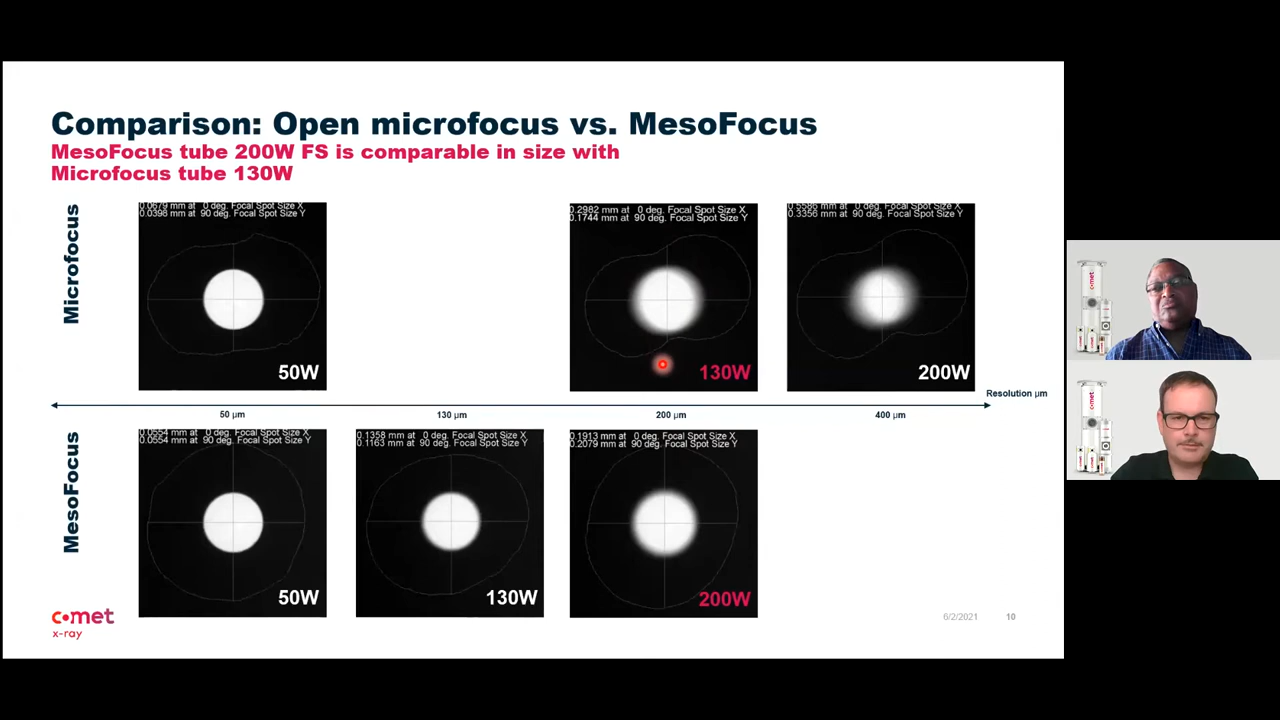 Comparison: Open microfocus vs. MesoFocus
MesoFocus tube 200W FS is comparable in size with
Microfocus tube 130W
Microfocus
0.0679 mm at 0 deg. Focal Spot Size X
0.0398 mm at 90 deg. Focal Spot Size Y
50W
0.2982 mm at 0 deg. Focal Spot Size X
0.1744 mm at 90 deg. Focal Spot Size Y
130W
0.5586 mm at 0 deg. Focal Spot Size X
0.3356 mm at 90 deg. Focal Spot Size Y
200W
Resolution µm
50 µm
130 µm
200 µm
400 µm
MesoFocus
0.0554 mm at 0 deg. Focal Spot Size X
0.0554 mm at 90 deg. Focal Spot Size Y
50W
0.1358 mm at 0 deg. Focal Spot Size X
0.1163 mm at 90 deg. Focal Spot Size Y
130W
0.1913 mm at 0 deg. Focal Spot Size X
0.2079 mm at 90 deg. Focal Spot Size Y
200W
comet
x-ray
6/2/2021
10
comet
comet